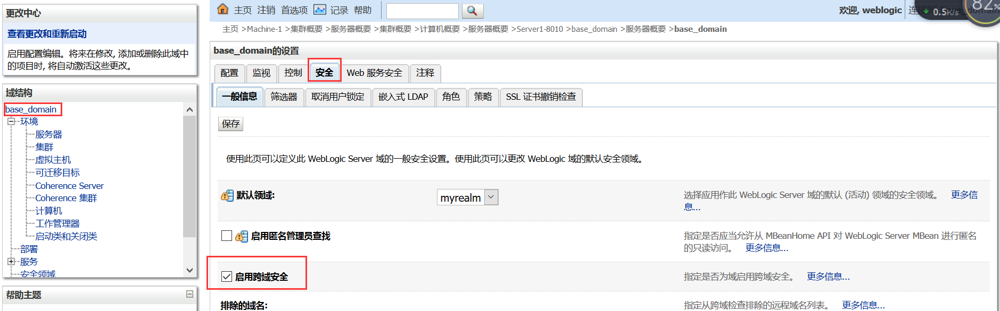 更改中心
查看更改和重新启动
启用配置编辑。将来在修改, 添加或删除此域中
的项目时, 将自动激活这些更改。
域结构
base_domain
环境
服务器
集群
虚拟主机
可迁移目标
Coherence Server
Coherence 集群
计算机
工作管理器
启动类和关闭类
部署
服务
安全领域
帮助主题
主页 注销 首选项 记录 帮助
欢迎, weblogic
0.5K/s
82%
主页 >Machine-1 >集群概要 >服务器概要 >集群概要 >计算机概要 >服务器概要 >Server1-8010 >base_domain >服务器概要 >base_domain
base_domain的设置
配置 监视 控制 安全 Web 服务安全 注释
一般信息 筛选器 取消用户锁定 嵌入式 LDAP 角色 策略 SSL 证书撤销检查
保存
使用此页可以定义此 WebLogic Server 域的一般安全设置。使用此页可以更改 WebLogic 域的默认安全领域。
默认领域:
myrealm
选择应用作此 WebLogic Server 域的默认 (活动) 领域的安全领域。 更多信
息...
启用匿名管理员查找
指定是否应当允许从 MBeanHome API 对 WebLogic Server MBean 进行匿名
的只读访问。 更多信息...
启用跨域安全
指定是否为域启用跨域安全。 更多信息...
排除的域名:
指定从跨域检查排除的远程域名列表。 更多信息...